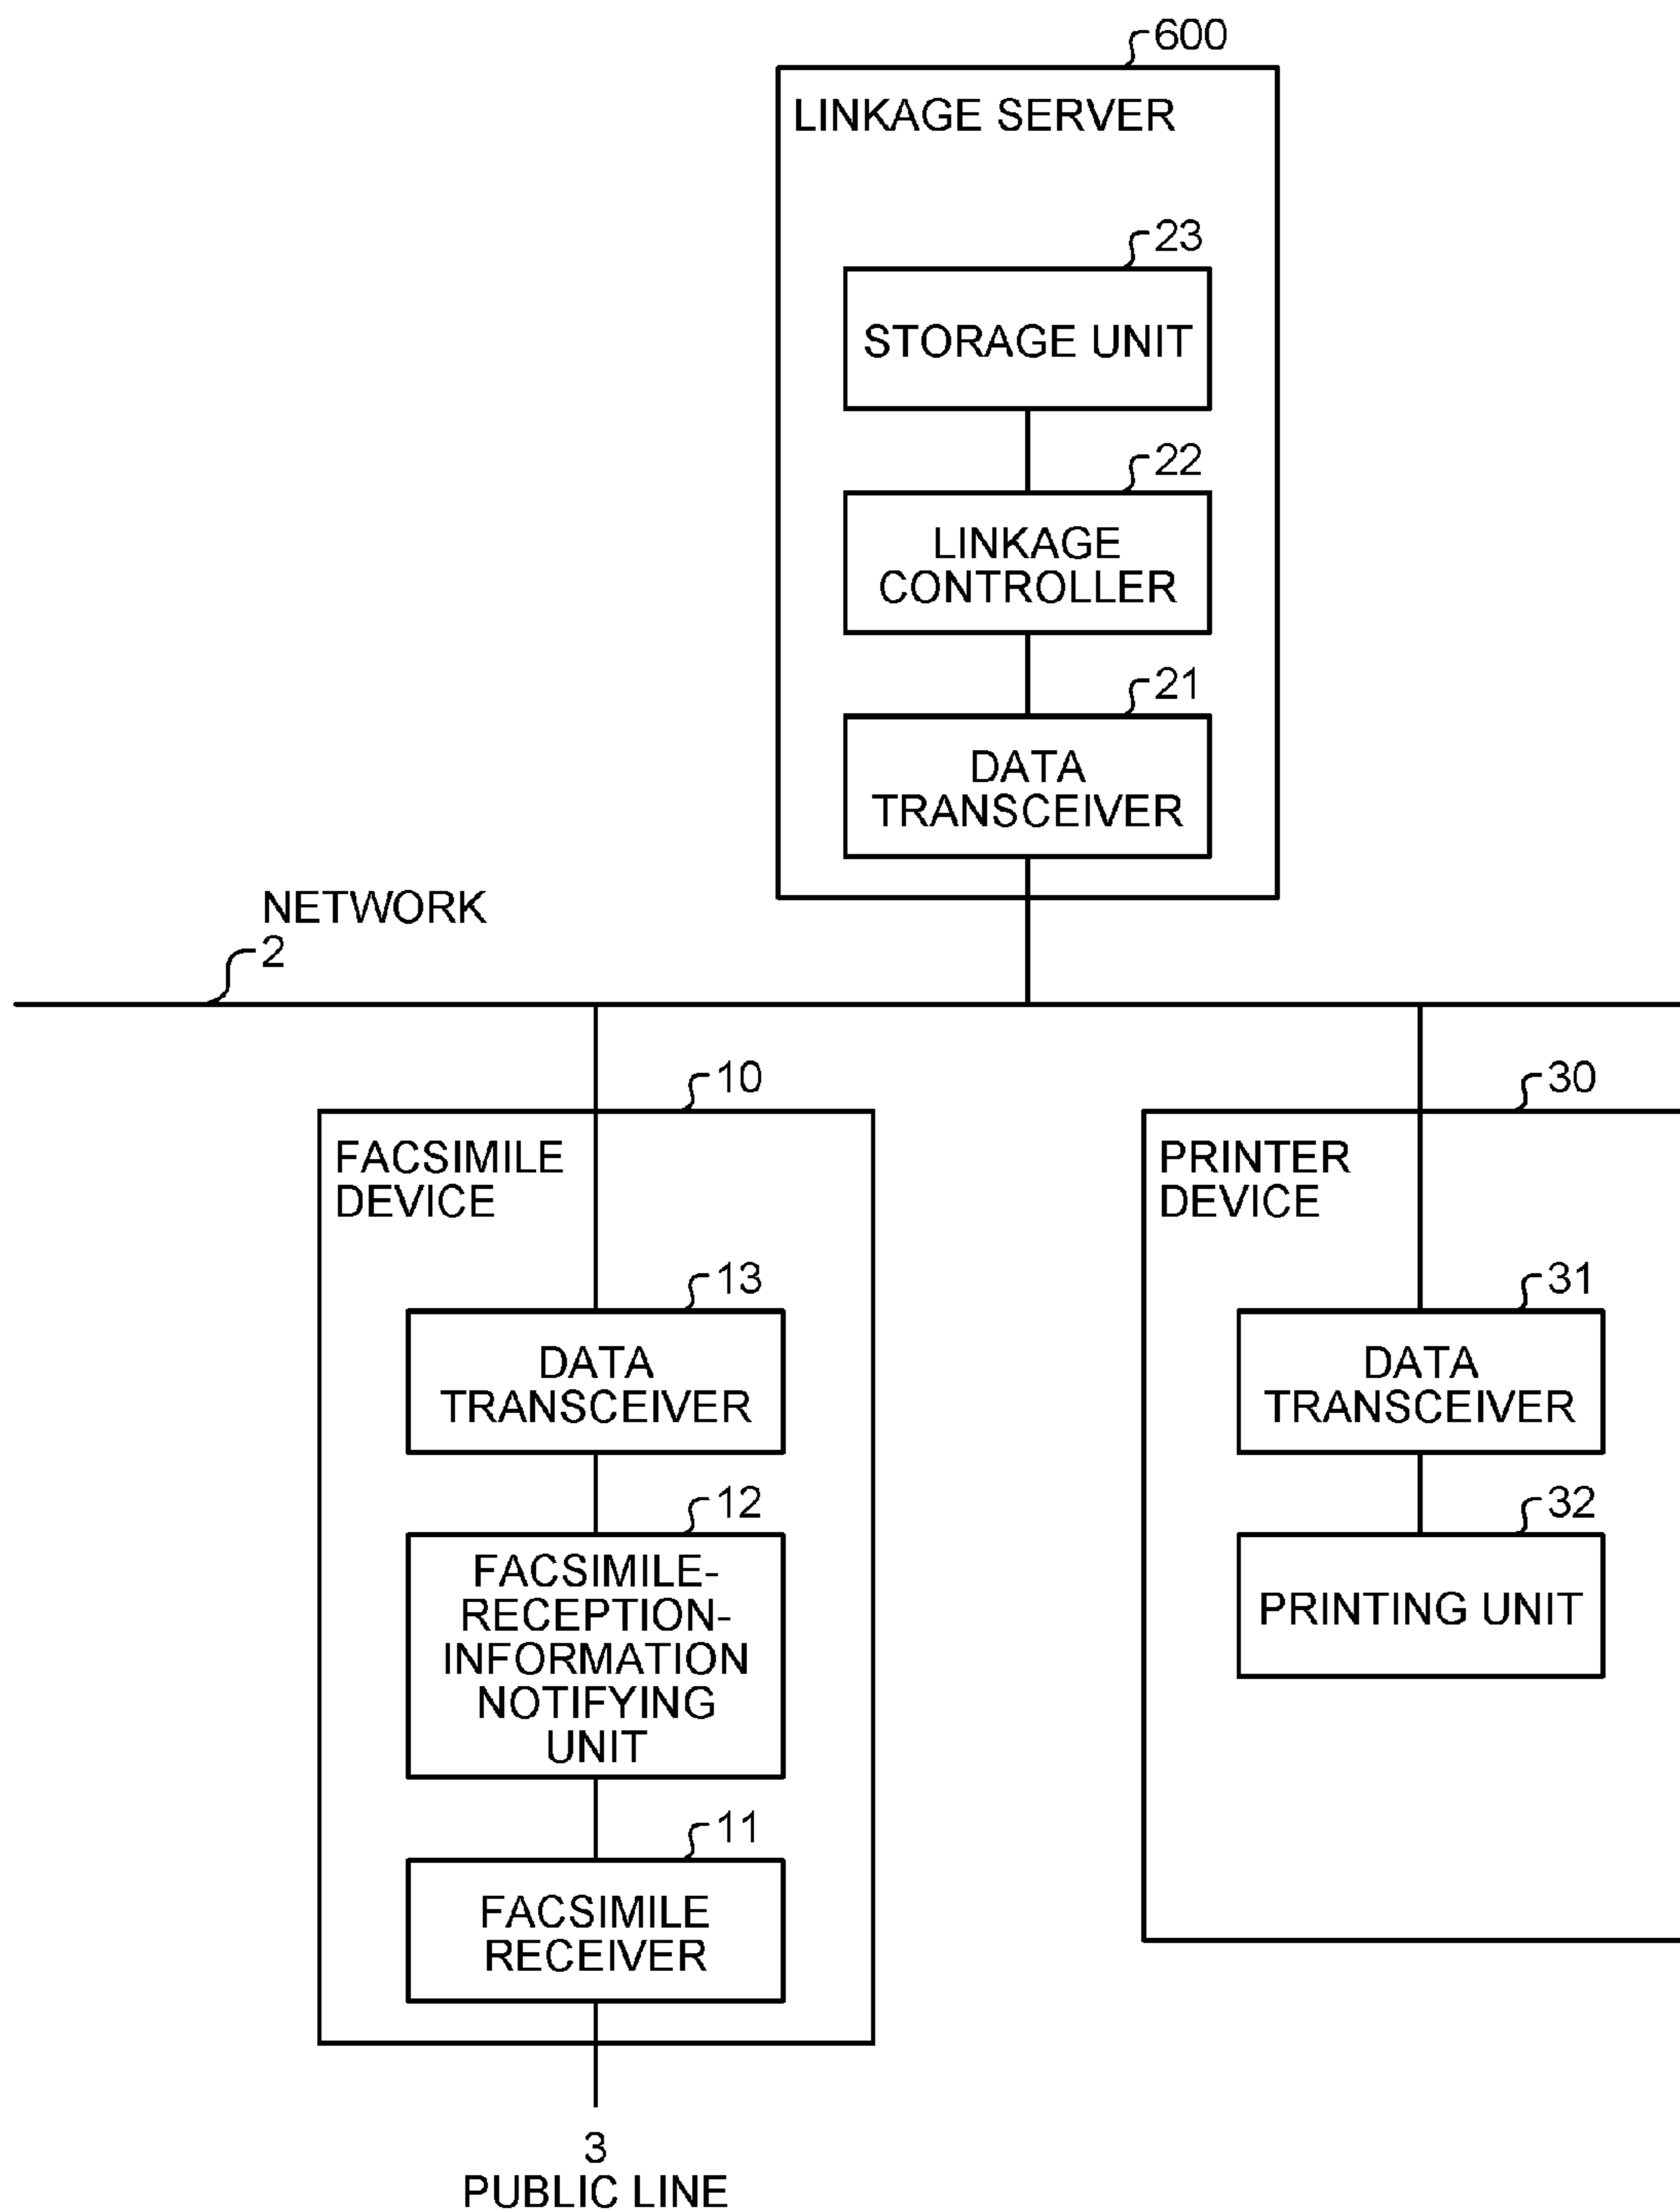 600
LINKAGE SERVER
23
STORAGE UNIT
22
LINKAGE
CONTROLLER
21
DATA
TRANSCEIVER
NETWORK
2
10
FACSIMILE
DEVICE
13
DATA
TRANSCEIVER
12
FACSIMILE-
RECEPTION-
INFORMATION
NOTIFYING
UNIT
11
FACSIMILE
RECEIVER
3
PUBLIC LINE
30
PRINTER
DEVICE
31
DATA
TRANSCEIVER
32
PRINTING UNIT